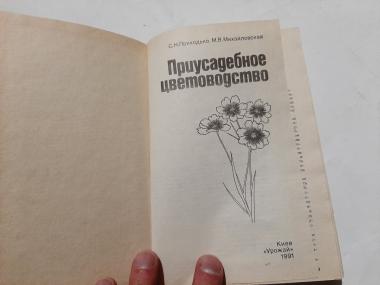 С.Н.Приходько, М.В.Михайловская
Приусадебное
цветоводство
Киев
«Урожай»
1991